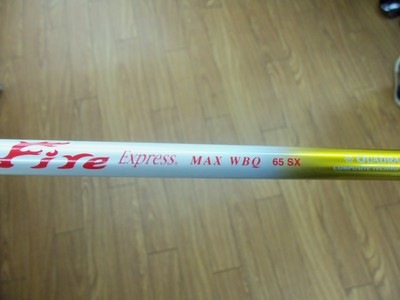 Fire Express® MAX WBQ 65 SX